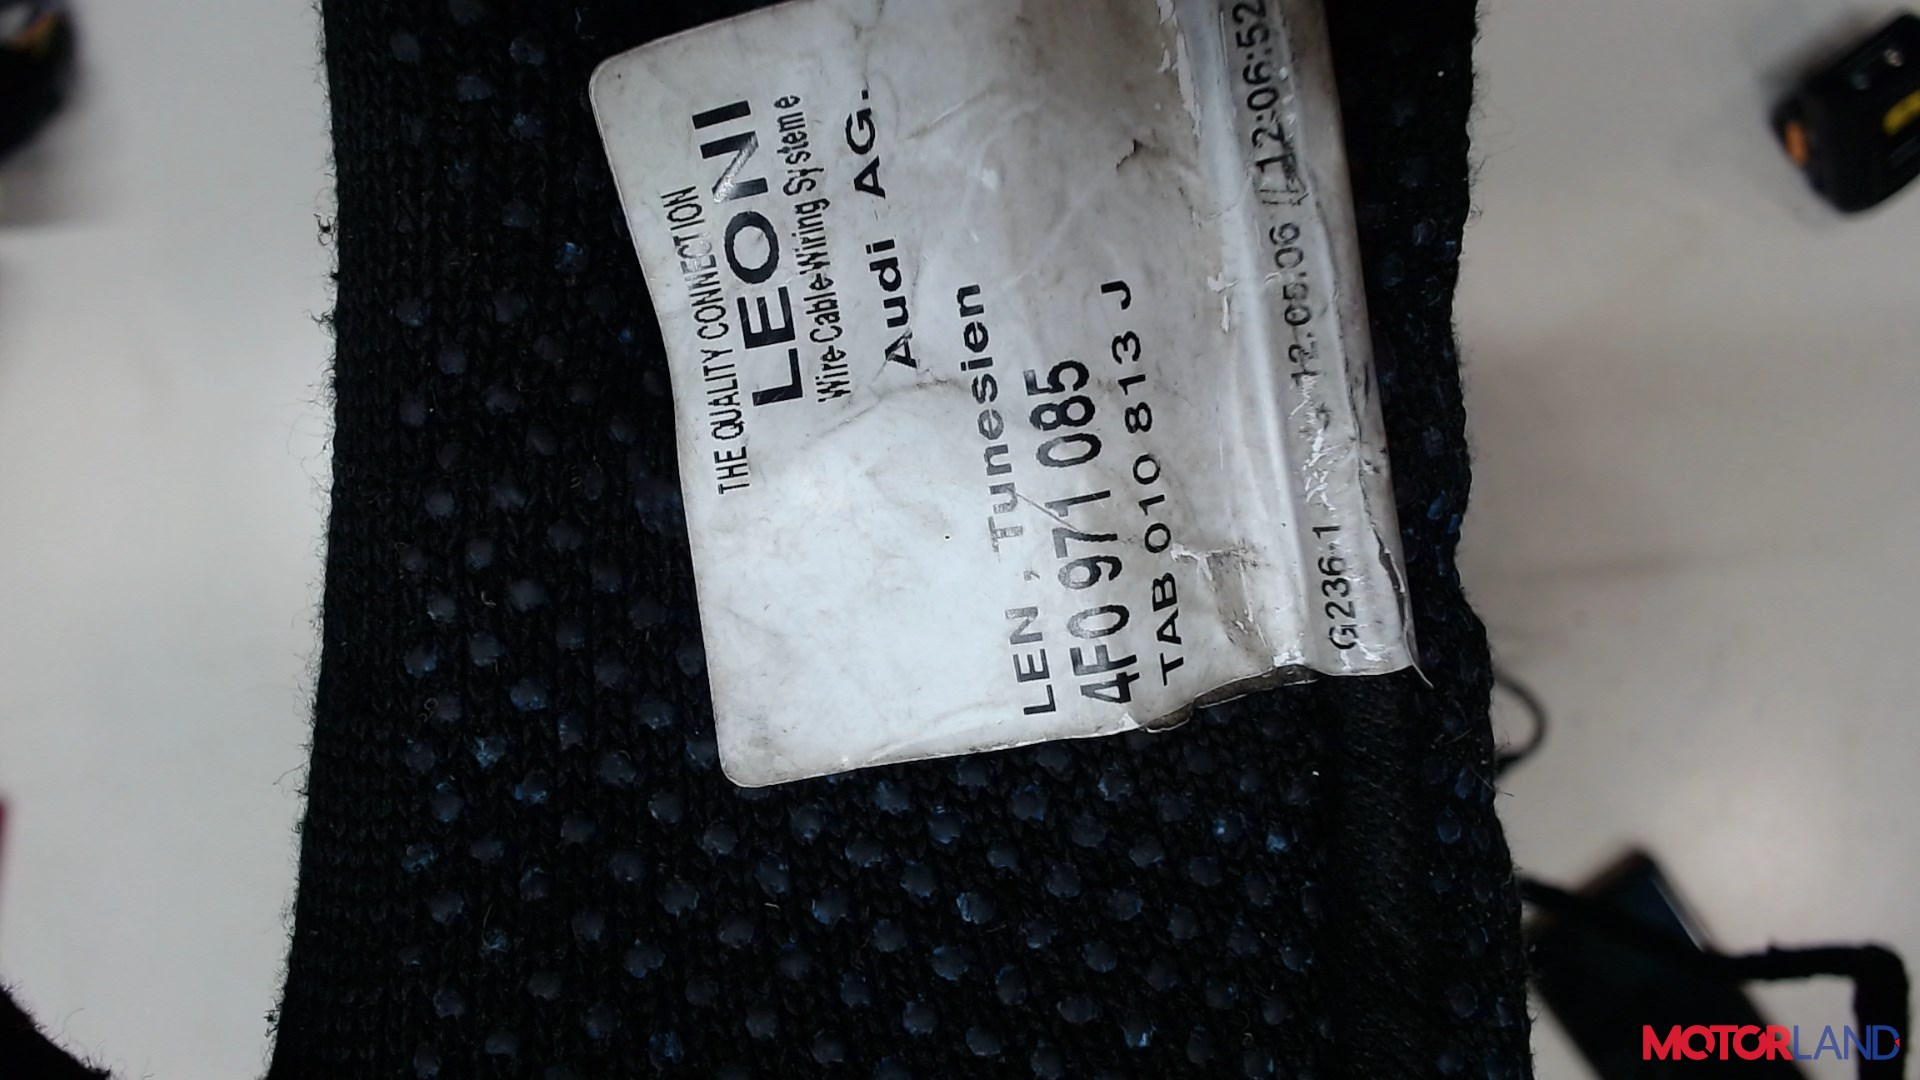 THE QUALITY CONNECTION
LEONI
Wire·Cable·Wiring Systeme
Audi AG.
LEN, Tunesien
4F0 971 085
TAB 010 813 J
G236.1 12.05.06 /12:06:52
MOTORLAND